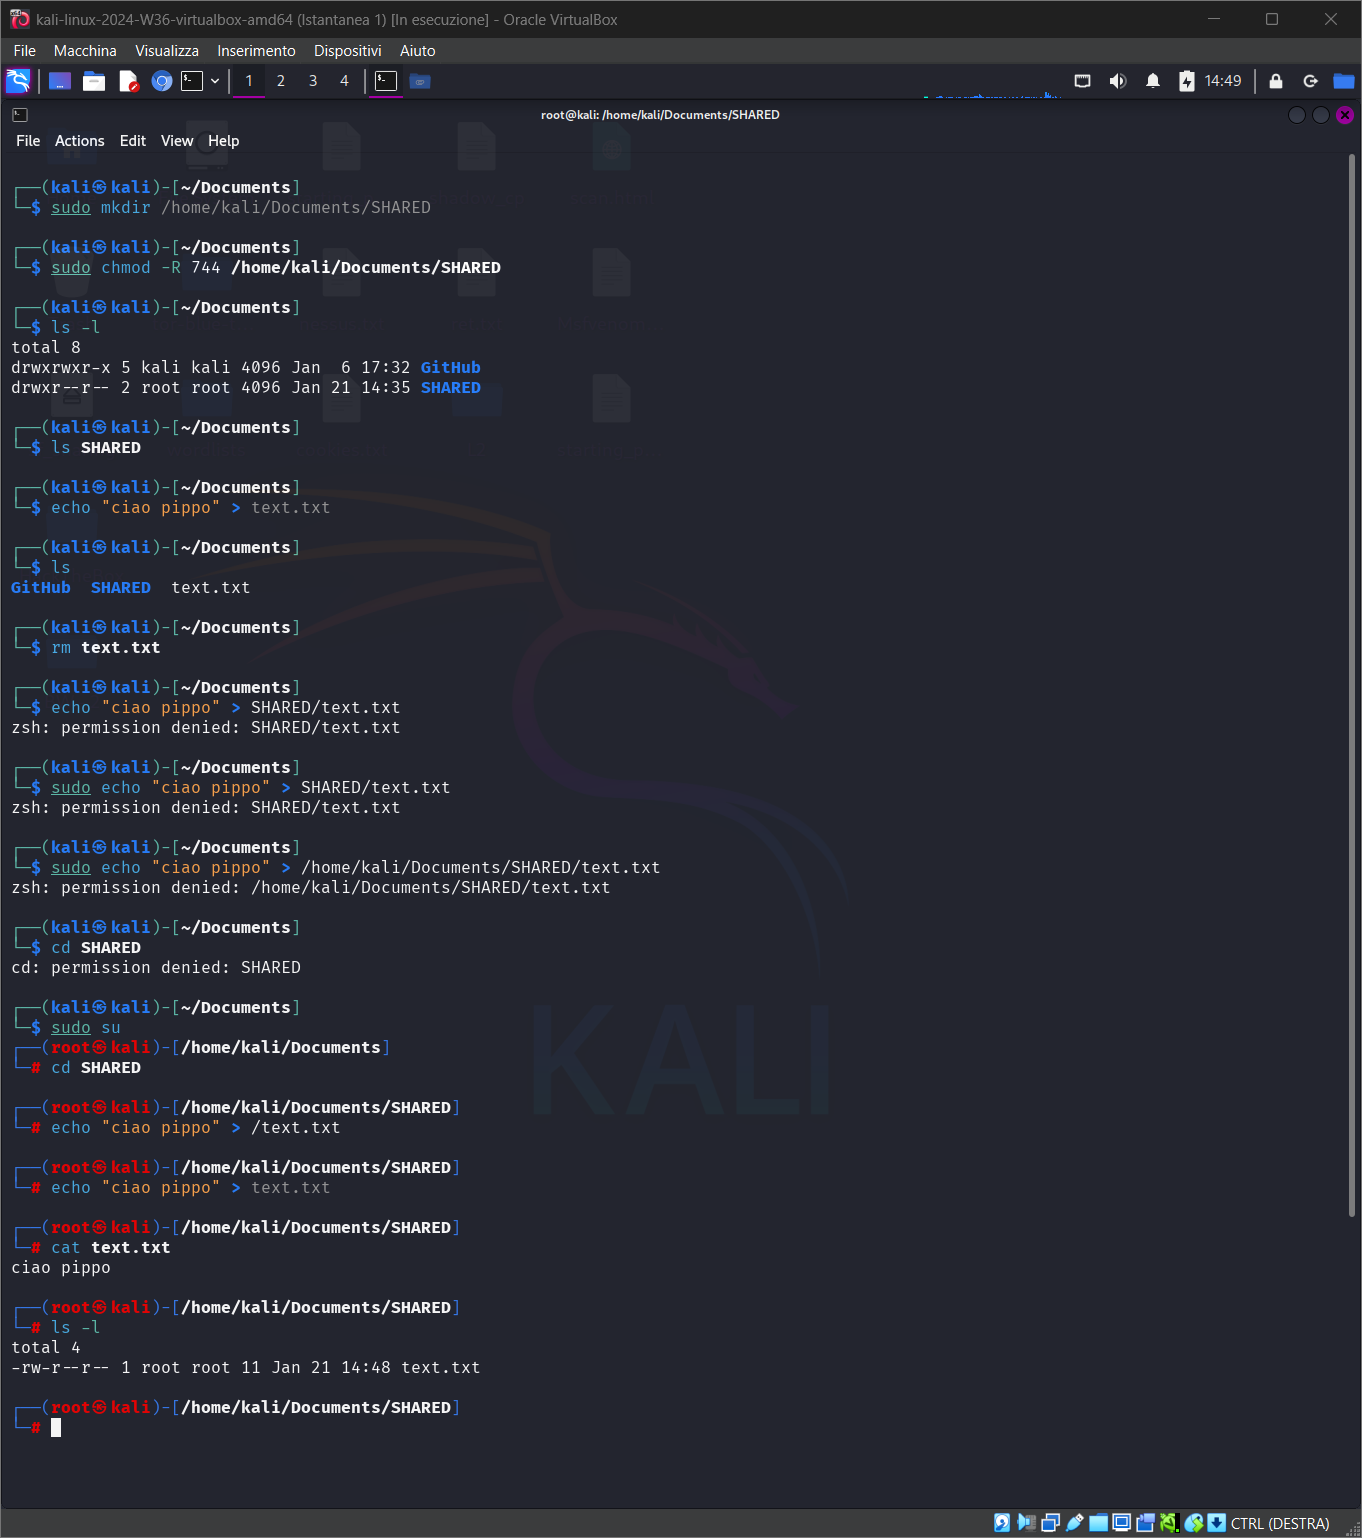 kali-linux-2024-W36-virtualbox-amd64 (Istantanea 1) [In esecuzione] - Oracle VirtualBox
File Macchina Visualizza Inserimento Dispositivi Aiuto
1 2 3 4 14:49
root@kali: /home/kali/Documents/SHARED
File Actions Edit View Help
┌──(kali㉿kali)-[~/Documents]
└─$ sudo mkdir /home/kali/Documents/SHARED
┌──(kali㉿kali)-[~/Documents]
└─$ sudo chmod -R 744 /home/kali/Documents/SHARED
┌──(kali㉿kali)-[~/Documents]
└─$ ls -l
total 8
drwxrwxr-x 5 kali kali 4096 Jan  6 17:32 GitHub
drwxr--r-- 2 root root 4096 Jan 21 14:35 SHARED
┌──(kali㉿kali)-[~/Documents]
└─$ ls SHARED
┌──(kali㉿kali)-[~/Documents]
└─$ echo "ciao pippo" > text.txt
┌──(kali㉿kali)-[~/Documents]
└─$ ls
GitHub  SHARED  text.txt
┌──(kali㉿kali)-[~/Documents]
└─$ rm text.txt
┌──(kali㉿kali)-[~/Documents]
└─$ echo "ciao pippo" > SHARED/text.txt
zsh: permission denied: SHARED/text.txt
┌──(kali㉿kali)-[~/Documents]
└─$ sudo echo "ciao pippo" > SHARED/text.txt
zsh: permission denied: SHARED/text.txt
┌──(kali㉿kali)-[~/Documents]
└─$ sudo echo "ciao pippo" > /home/kali/Documents/SHARED/text.txt
zsh: permission denied: /home/kali/Documents/SHARED/text.txt
┌──(kali㉿kali)-[~/Documents]
└─$ cd SHARED
cd: permission denied: SHARED
┌──(kali㉿kali)-[~/Documents]
└─$ sudo su
┌──(root㉿kali)-[/home/kali/Documents]
└─# cd SHARED
┌──(root㉿kali)-[/home/kali/Documents/SHARED]
└─# echo "ciao pippo" > /text.txt
┌──(root㉿kali)-[/home/kali/Documents/SHARED]
└─# echo "ciao pippo" > text.txt
┌──(root㉿kali)-[/home/kali/Documents/SHARED]
└─# cat text.txt
ciao pippo
┌──(root㉿kali)-[/home/kali/Documents/SHARED]
└─# ls -l
total 4
-rw-r--r-- 1 root root 11 Jan 21 14:48 text.txt
┌──(root㉿kali)-[/home/kali/Documents/SHARED]
└─#
KALI
CTRL (DESTRA)